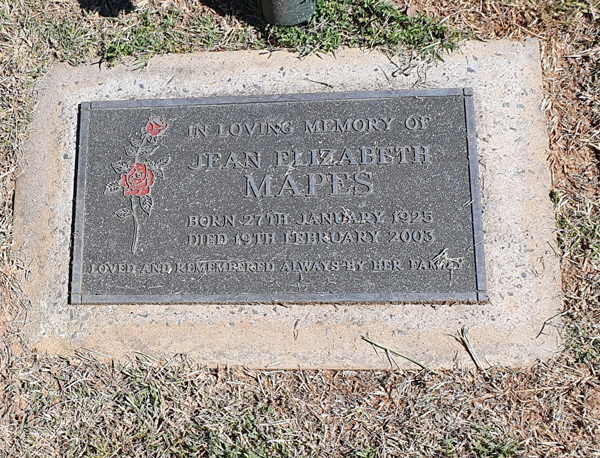 IN LOVING MEMORY OF
JEAN ELIZABETH
MAPES
BORN 27TH JANUARY 1925
DIED 19TH FEBRUARY 2003
LOVED AND REMEMBERED ALWAYS BY HER FAMILY